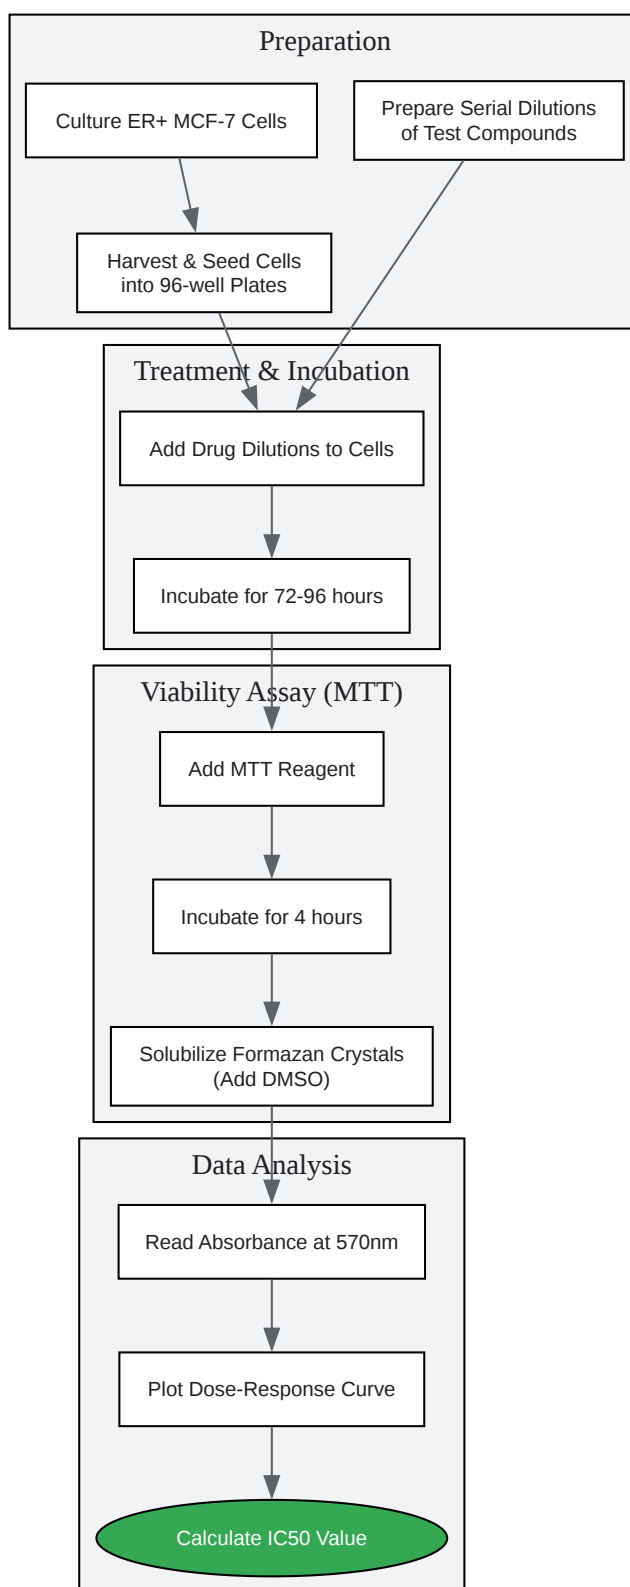 Preparation
Culture ER+ MCF-7 Cells
Prepare Serial Dilutions
of Test Compounds
Harvest & Seed Cells
into 96-well Plates
Treatment & Incubation
Add Drug Dilutions to Cells
Incubate for 72-96 hours
Viability Assay (MTT)
Add MTT Reagent
Incubate for 4 hours
Solubilize Formazan Crystals
(Add DMSO)
Data Analysis
Read Absorbance at 570nm
Plot Dose-Response Curve
Calculate IC50 Value